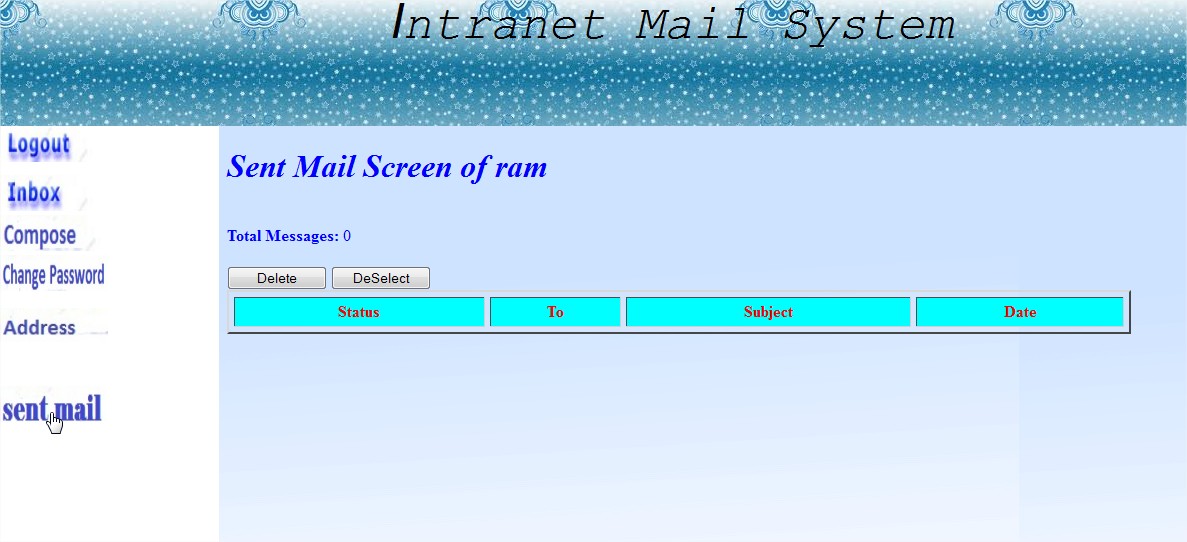 Intranet Mail System
Logout
Inbox
Compose
Change Password
Address
sent mail
Sent Mail Screen of ram
Total Messages: 0
Delete DeSelect
Status To Subject Date